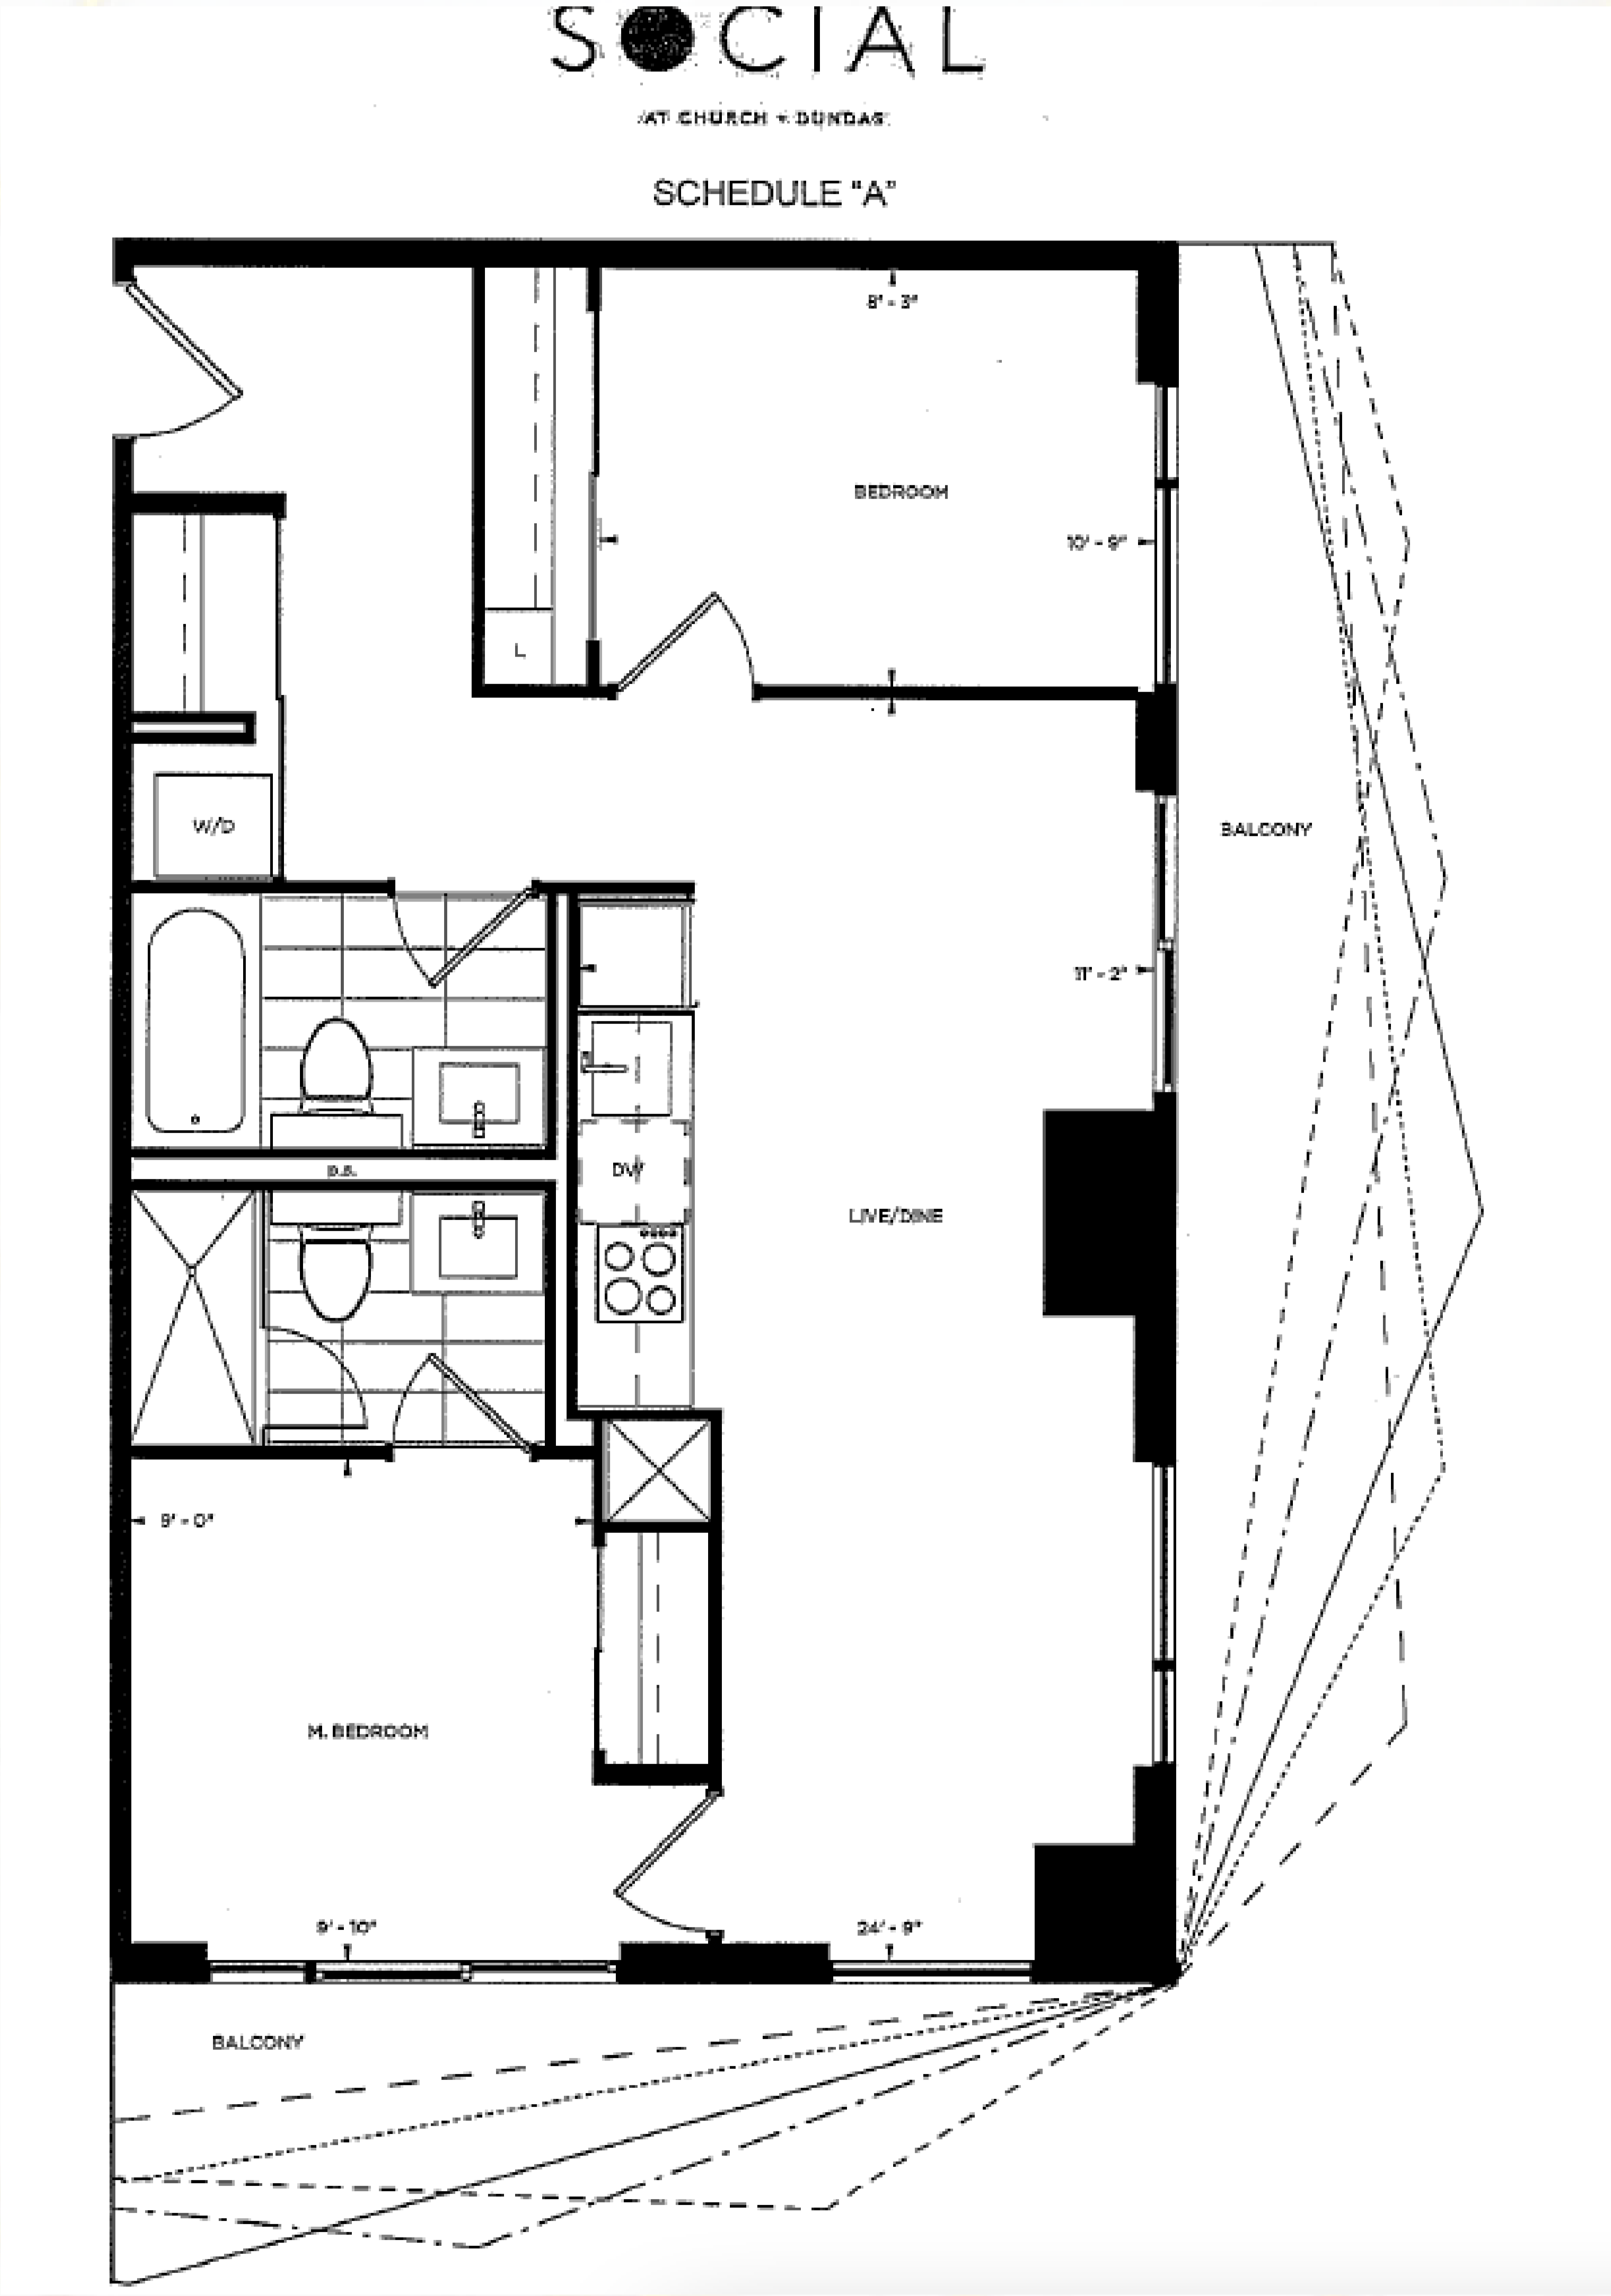 SOCIAL
AT CHURCH + DUNDAS
SCHEDULE "A"
8' - 3"
BEDROOM
10' - 9"
L
W/D
BALCONY
11' - 2"
D.S.
DW
LIVE/DINE
9' - 0"
M. BEDROOM
9' - 10"
24' - 9"
BALCONY